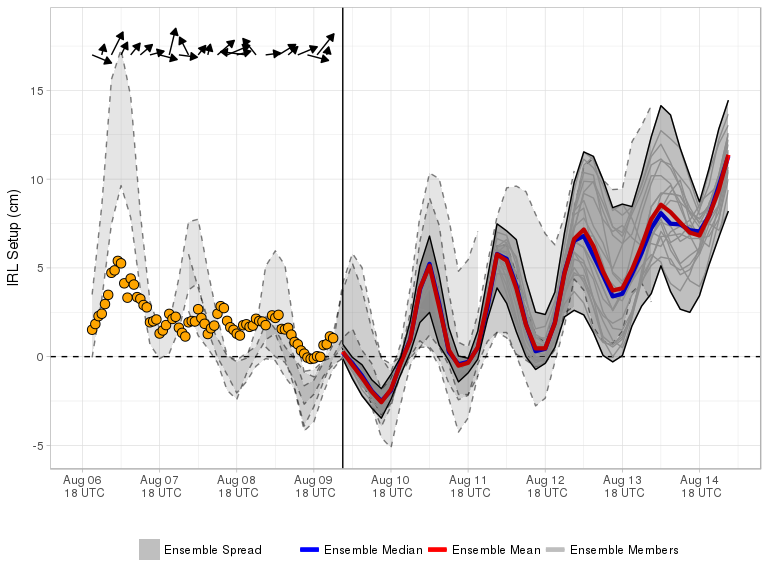 IRL Setup (cm)
15
10
5
0
-5
Aug 06 Aug 07 Aug 08 Aug 09 Aug 10 Aug 11 Aug 12 Aug 13 Aug 14
18 UTC 18 UTC 18 UTC 18 UTC 18 UTC 18 UTC 18 UTC 18 UTC 18 UTC
Ensemble Spread Ensemble Median Ensemble Mean Ensemble Members